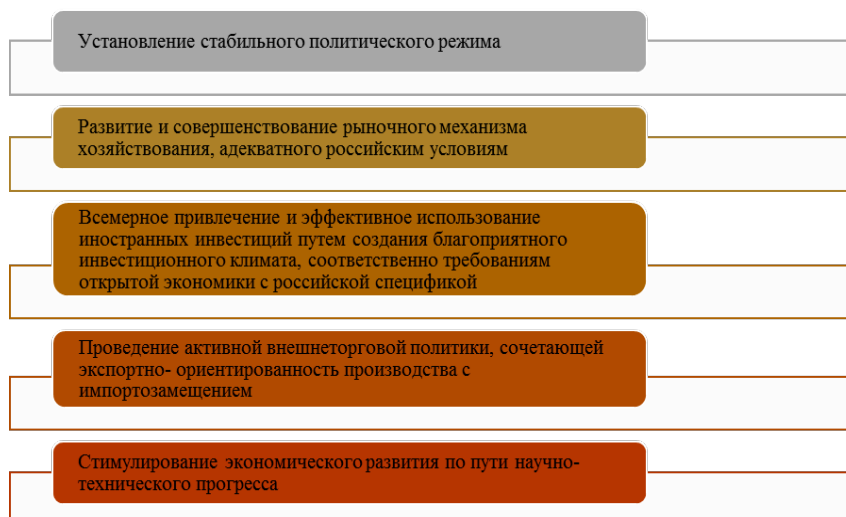 Установление стабильного политического режима
Развитие и совершенствование рыночного механизма
хозяйствования, адекватного российским условиям
Всемерное привлечение и эффективное использование
иностранных инвестиций путем создания благоприятного
инвестиционного климата, соответственно требованиям
открытой экономики с российской спецификой
Проведение активной внешнеторговой политики, сочетающей
экспортно- ориентированность производства с
импортозамещением
Стимулирование экономического развития по пути научно-
технического прогресса